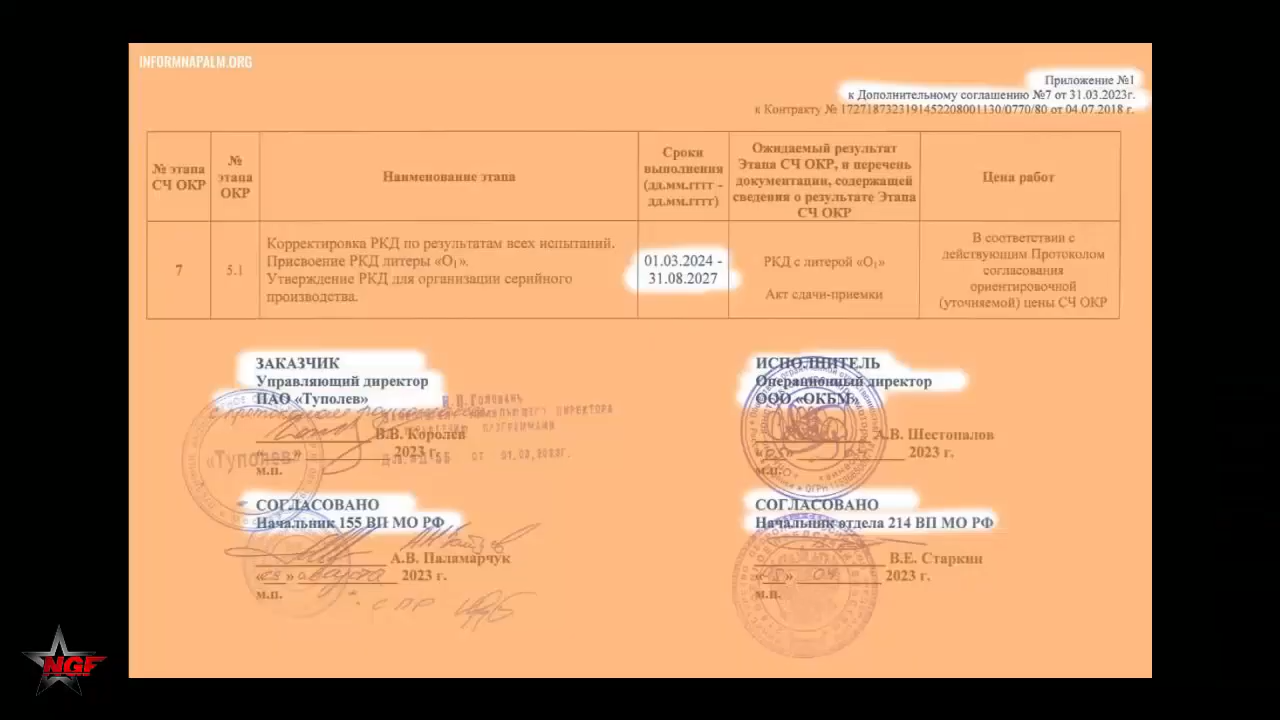 INFORMNAPALM.ORG
Приложение №1
к Дополнительному соглашению №7 от 31.03.2023г.
к Контракту № 1727187323191452208001130/0770/80 от 04.07.2018 г.
№ этапа
СЧ ОКР
№
этапа
ОКР
Наименование этапа
Сроки
выполнения
(дд.мм.гггг -
дд.мм.гггг)
Ожидаемый результат
Этапа СЧ ОКР, и перечень
документации, содержащей
сведения о результате Этапа
СЧ ОКР
Цена работ
7
5.1
Корректировка РКД по результатам всех испытаний.
Присвоение РКД литеры «О₁».
Утверждение РКД для организации серийного
производства.
01.03.2024 -
31.08.2027
РКД с литерой «О₁»
Акт сдачи-приемки
В соответствии с
действующим Протоколом
согласования
ориентировочной
(уточняемой) цены СЧ ОКР
ЗАКАЗЧИК
Управляющий директор
ПАО «Туполев»
В.В. Королев
2023 г.
м.п.
«Туполев»
СОГЛАСОВАНО
Начальник 155 ВП МО РФ
А.В. Паламарчук
2023 г.
м.п.
ИСПОЛНИТЕЛЬ
Операционный директор
ООО «ОКБМ»
А.В. Шестопалов
2023 г.
м.п.
СОГЛАСОВАНО
Начальник отдела 214 ВП МО РФ
В.Е. Старкин
2023 г.
м.п.
NGF